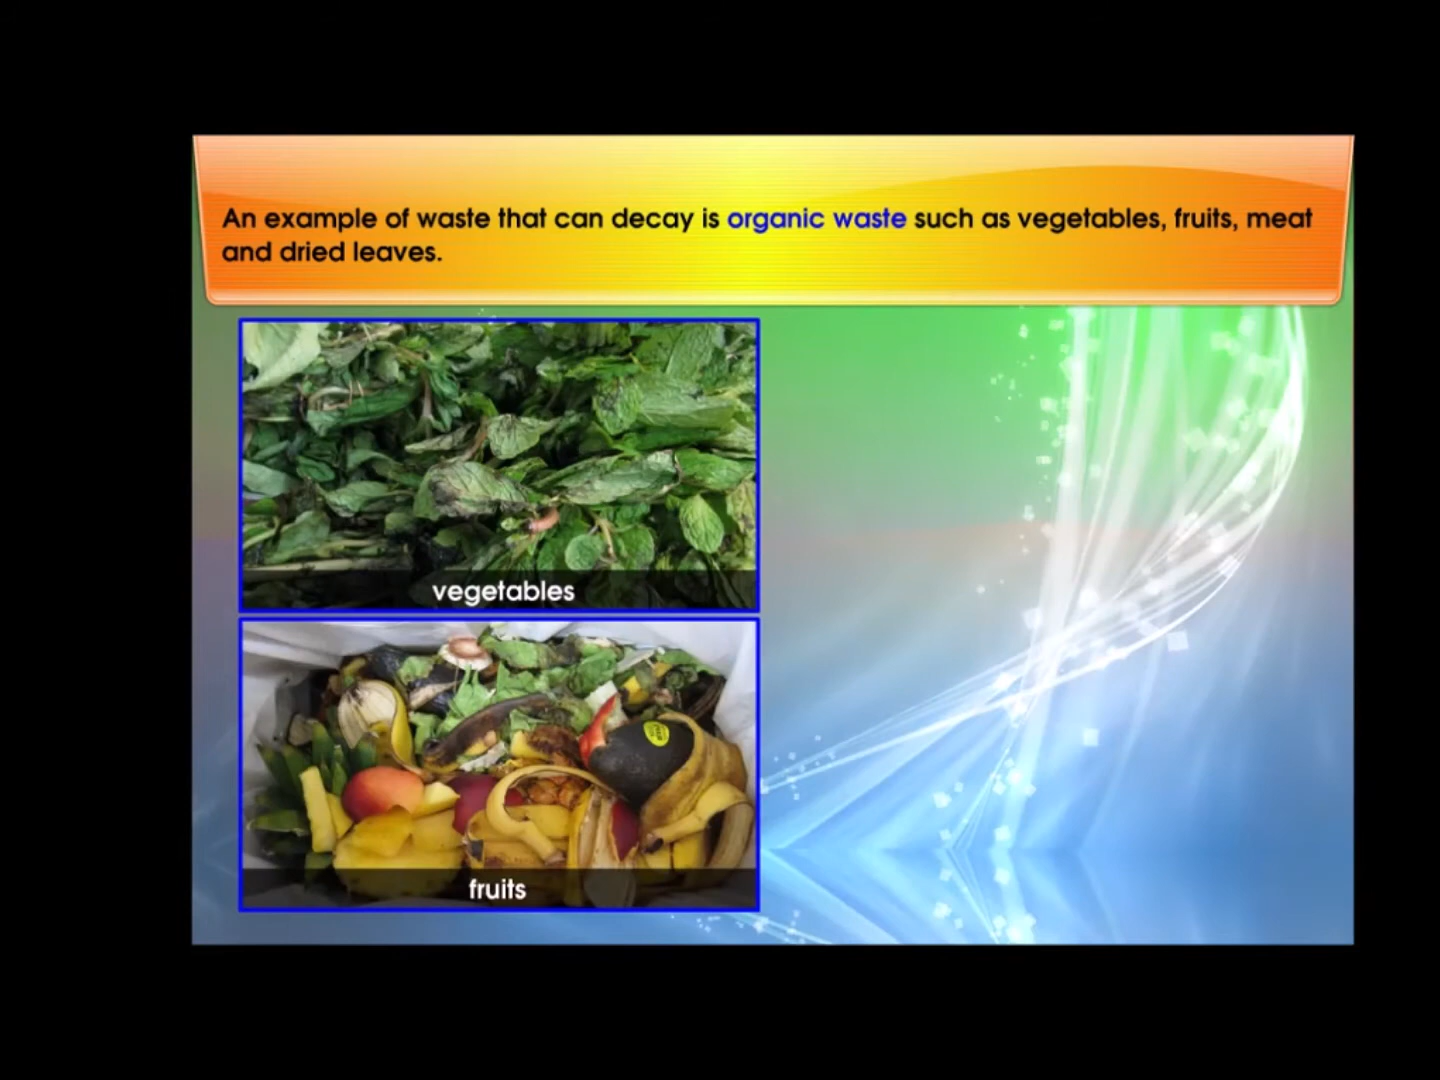 An example of waste that can decay is organic waste such as vegetables, fruits, meat
and dried leaves.
vegetables
fruits